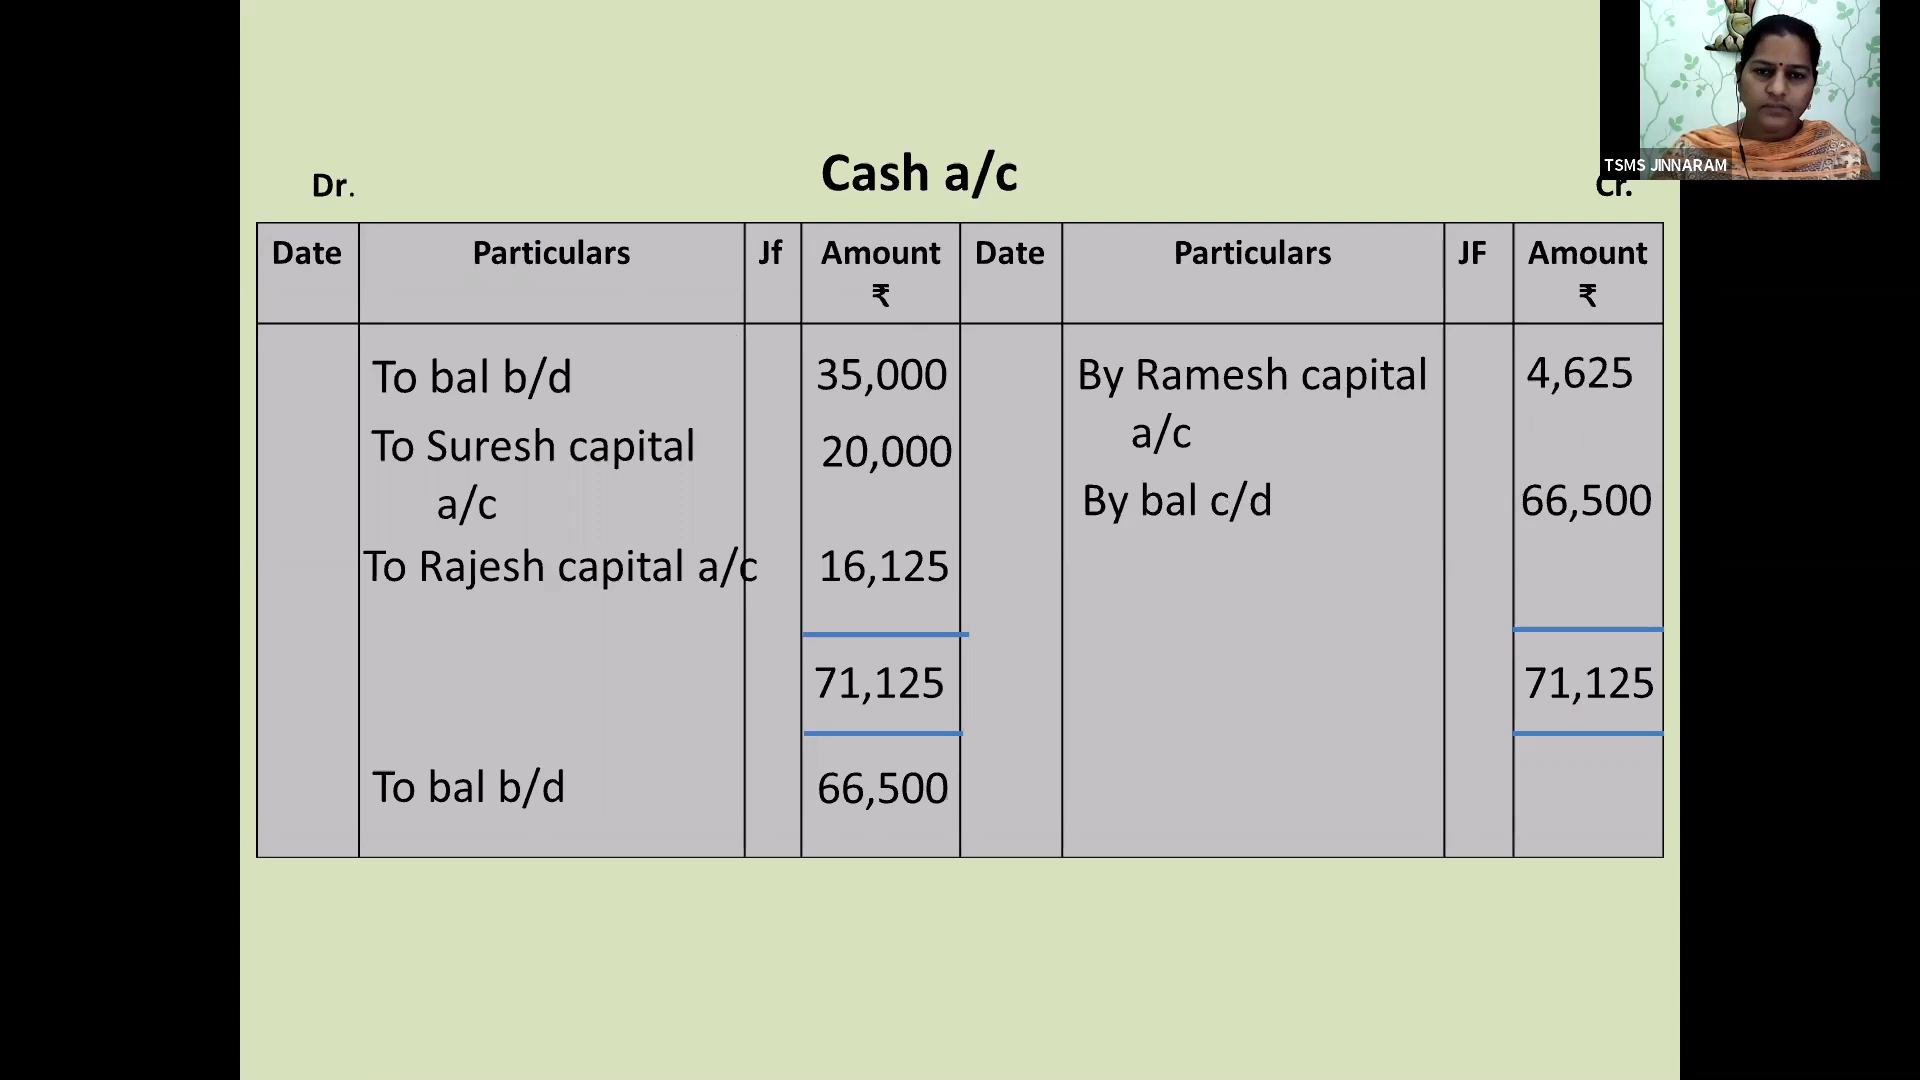 TSMS JINNARAM
Dr.
Cash a/c
Cr.
Date Particulars Jf Amount ₹ Date Particulars JF Amount ₹
To bal b/d 35,000 By Ramesh capital a/c 4,625
To Suresh capital a/c 20,000 By bal c/d 66,500
To Rajesh capital a/c 16,125
71,125 71,125
To bal b/d 66,500